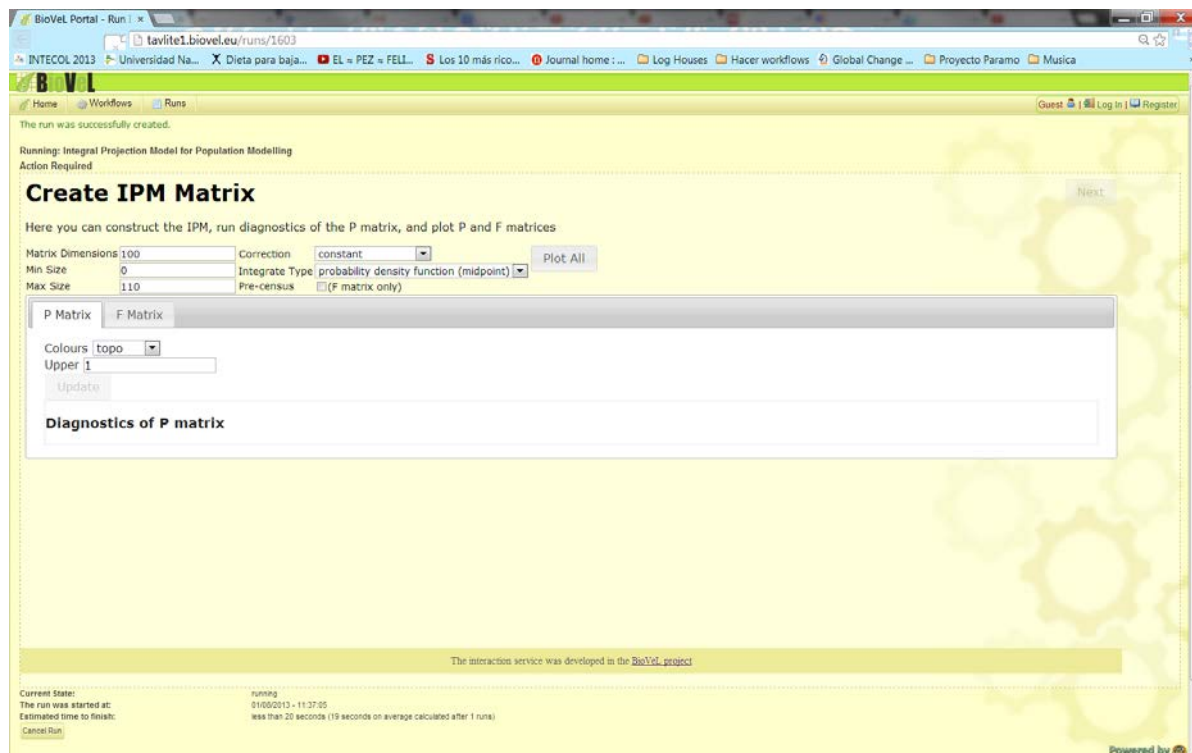 BioVeL Portal - Run I
tavlite1.biovel.eu/runs/1603
INTECOL 2013 Universidad Na... Dieta para baja... EL ≈ PEZ ≈ FELI... Los 10 más rico... Journal home : ... Log Houses Hacer workflows Global Change ... Proyecto Paramo Musica
BioVeL
Home Workflows Runs Guest | Log In | Register
The run was successfully created.
Running: Integral Projection Model for Population Modelling
Action Required
Create IPM Matrix
Next
Here you can construct the IPM, run diagnostics of the P matrix, and plot P and F matrices
Matrix Dimensions 100 Correction constant Plot All
Min Size 0 Integrate Type probability density function (midpoint)
Max Size 110 Pre-census (F matrix only)
P Matrix F Matrix
Colours topo
Upper 1
Update
Diagnostics of P matrix
The interaction service was developed in the BioVeL project
Current State: running
The run was started at: 01/08/2013 - 11:37:05
Estimated time to finish: less than 20 seconds (19 seconds on average calculated after 1 runs)
Cancel Run
Powered by